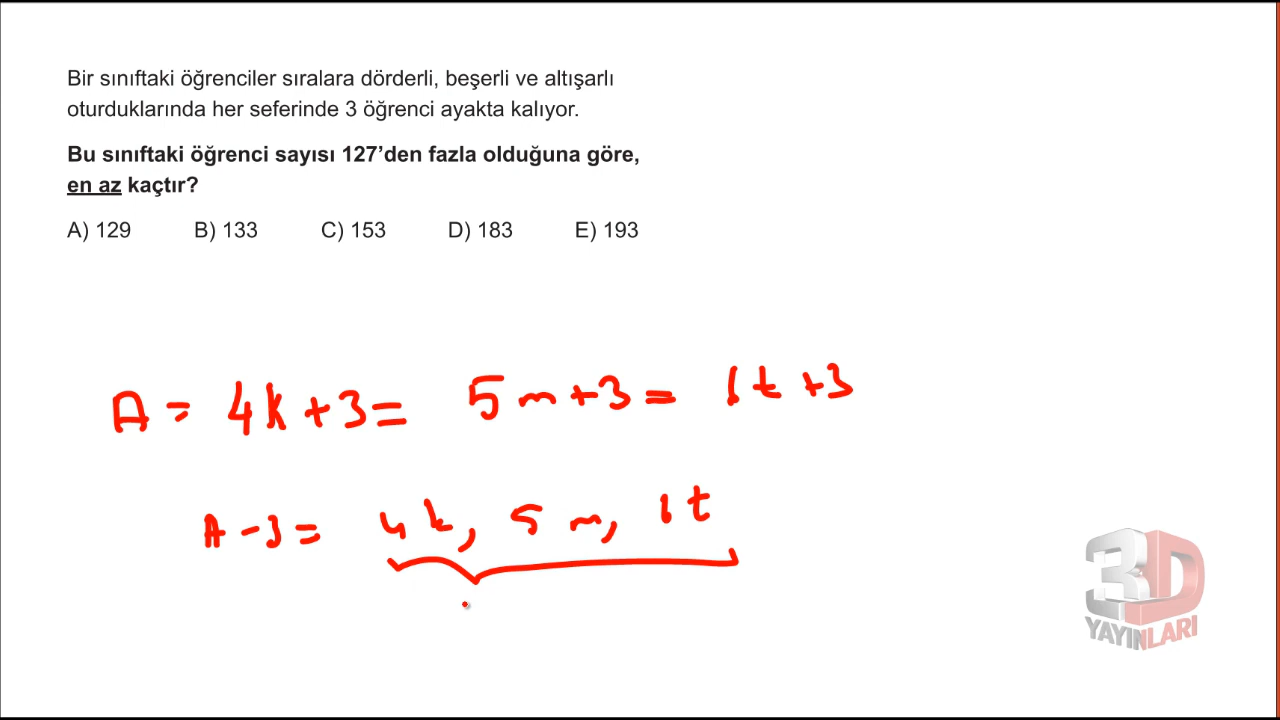 Bir sınıftaki öğrenciler sıralara dörderli, beşerli ve altışarlı
oturduklarında her seferinde 3 öğrenci ayakta kalıyor.
Bu sınıftaki öğrenci sayısı 127’den fazla olduğuna göre,
en az kaçtır?
A) 129 B) 133 C) 153 D) 183 E) 193
A = 4k+3 = 5m+3 = 6t+3
A-3 = 4k, 5m, 6t
3D
YAYINLARI